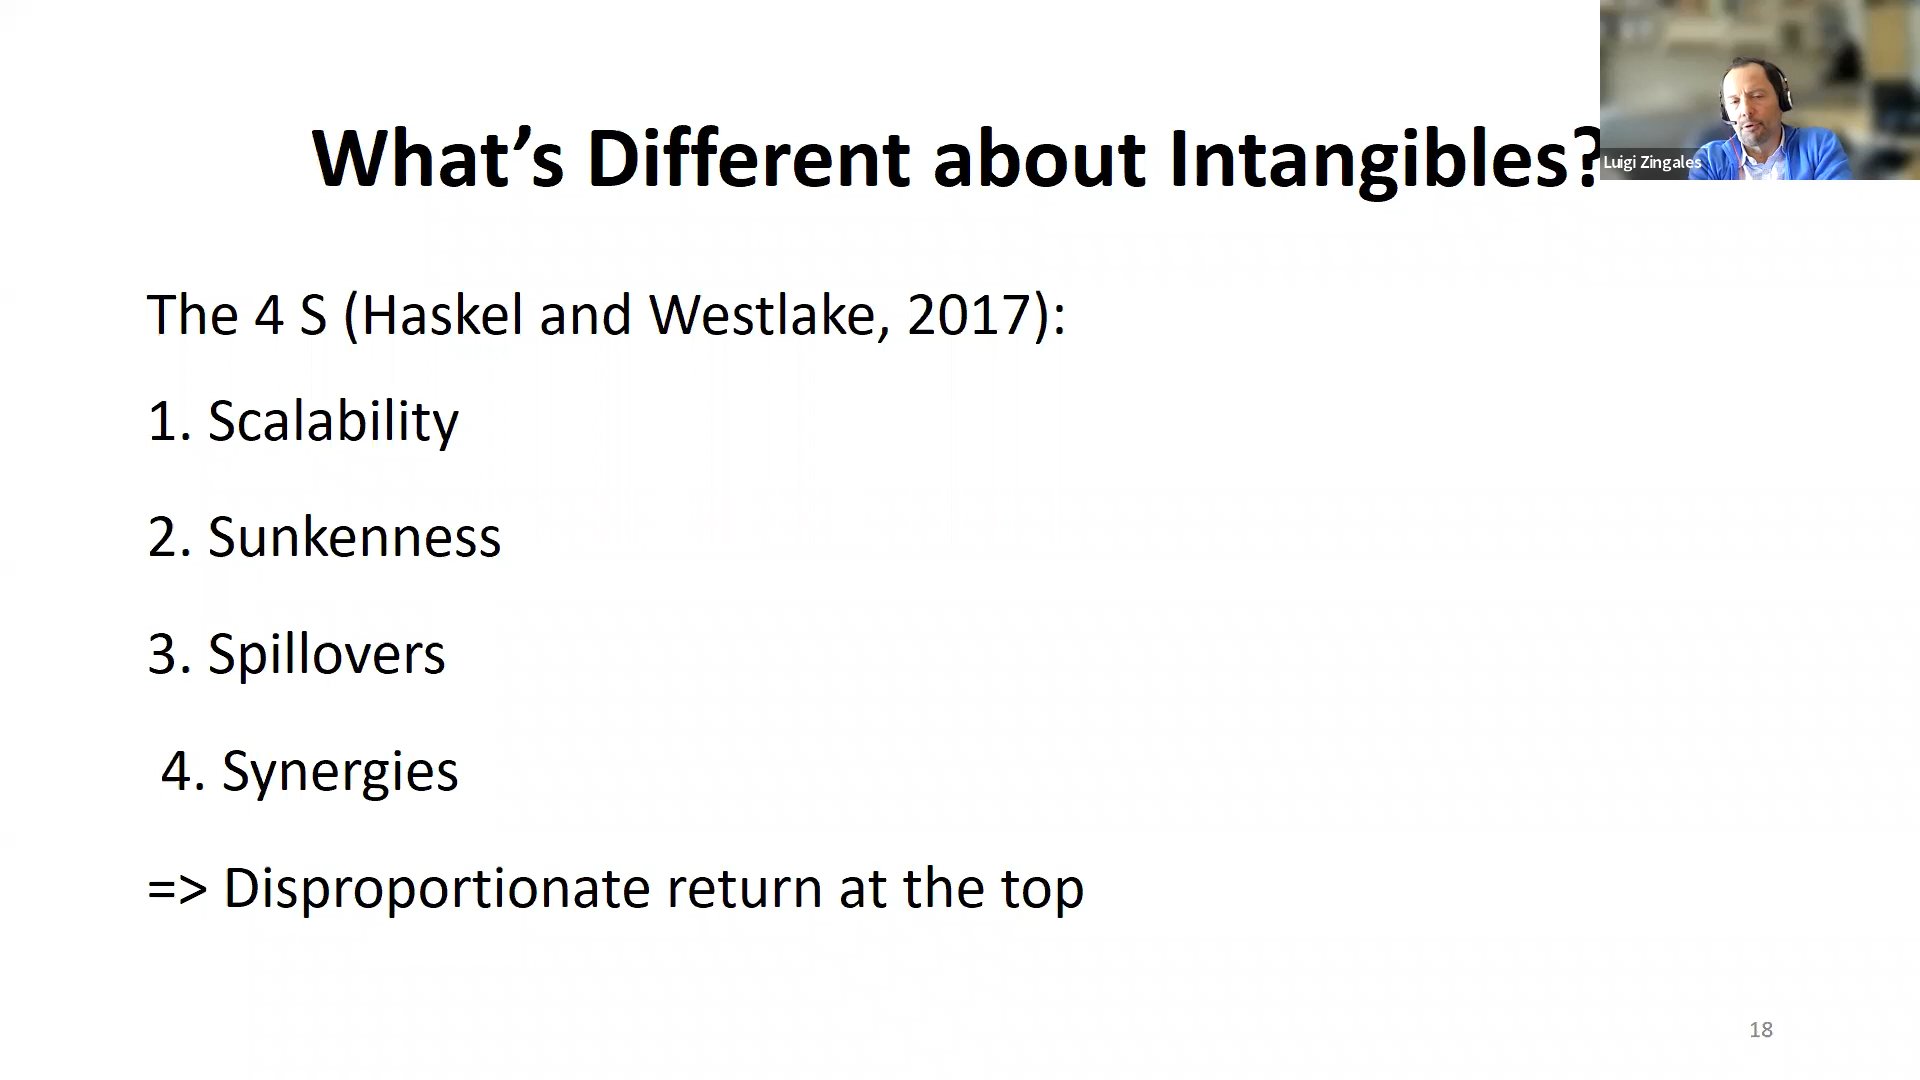 What’s Different about Intangibles?
Luigi Zingales
The 4 S (Haskel and Westlake, 2017):
1. Scalability
2. Sunkenness
3. Spillovers
4. Synergies
=> Disproportionate return at the top
18